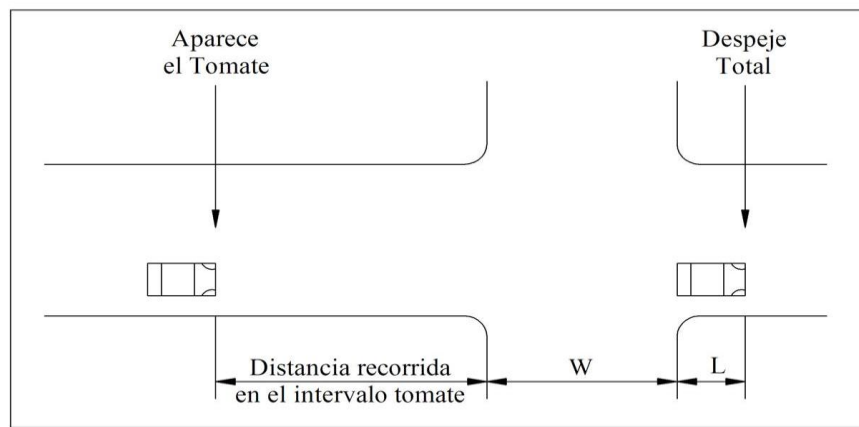 Aparece
el Tomate
Despeje
Total
Distancia recorrida
en el intervalo tomate
W
L